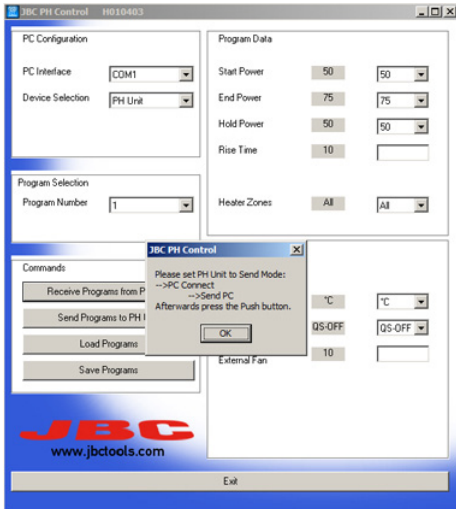 JBC PH Control H010403
PC Configuration
PC Interface COM1
Device Selection PH Unit
Program Selection
Program Number 1
Commands
Receive Programs from P
Send Programs to PH U
Load Programs
Save Programs
JBC
www.jbctools.com
Program Data
Start Power 50 50
End Power 75 75
Hold Power 50 50
Rise Time 10
Heater Zones All All
°C °C
QS-OFF QS-OFF
External Fan 10
JBC PH Control
Please set PH Unit to Send Mode:
-->PC Connect
-->Send PC
Afterwards press the Push button.
OK
Exit